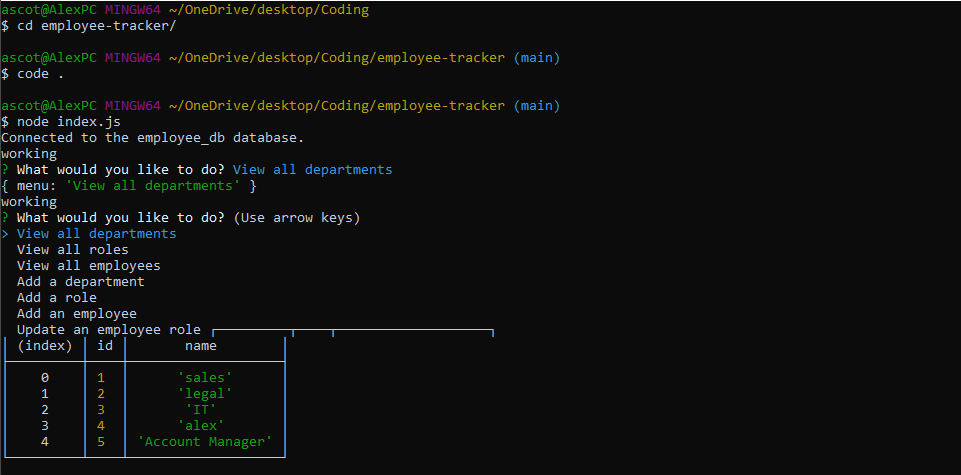 ascot@AlexPC MINGW64 ~/OneDrive/desktop/Coding
$ cd employee-tracker/
ascot@AlexPC MINGW64 ~/OneDrive/desktop/Coding/employee-tracker (main)
$ code .
ascot@AlexPC MINGW64 ~/OneDrive/desktop/Coding/employee-tracker (main)
$ node index.js
Connected to the employee_db database.
working
? What would you like to do? View all departments
{ menu: 'View all departments' }
working
? What would you like to do? (Use arrow keys)
> View all departments
View all roles
View all employees
Add a department
Add a role
Add an employee
Update an employee role
(index) id name
0 1 'sales'
1 2 'legal'
2 3 'IT'
3 4 'alex'
4 5 'Account Manager'